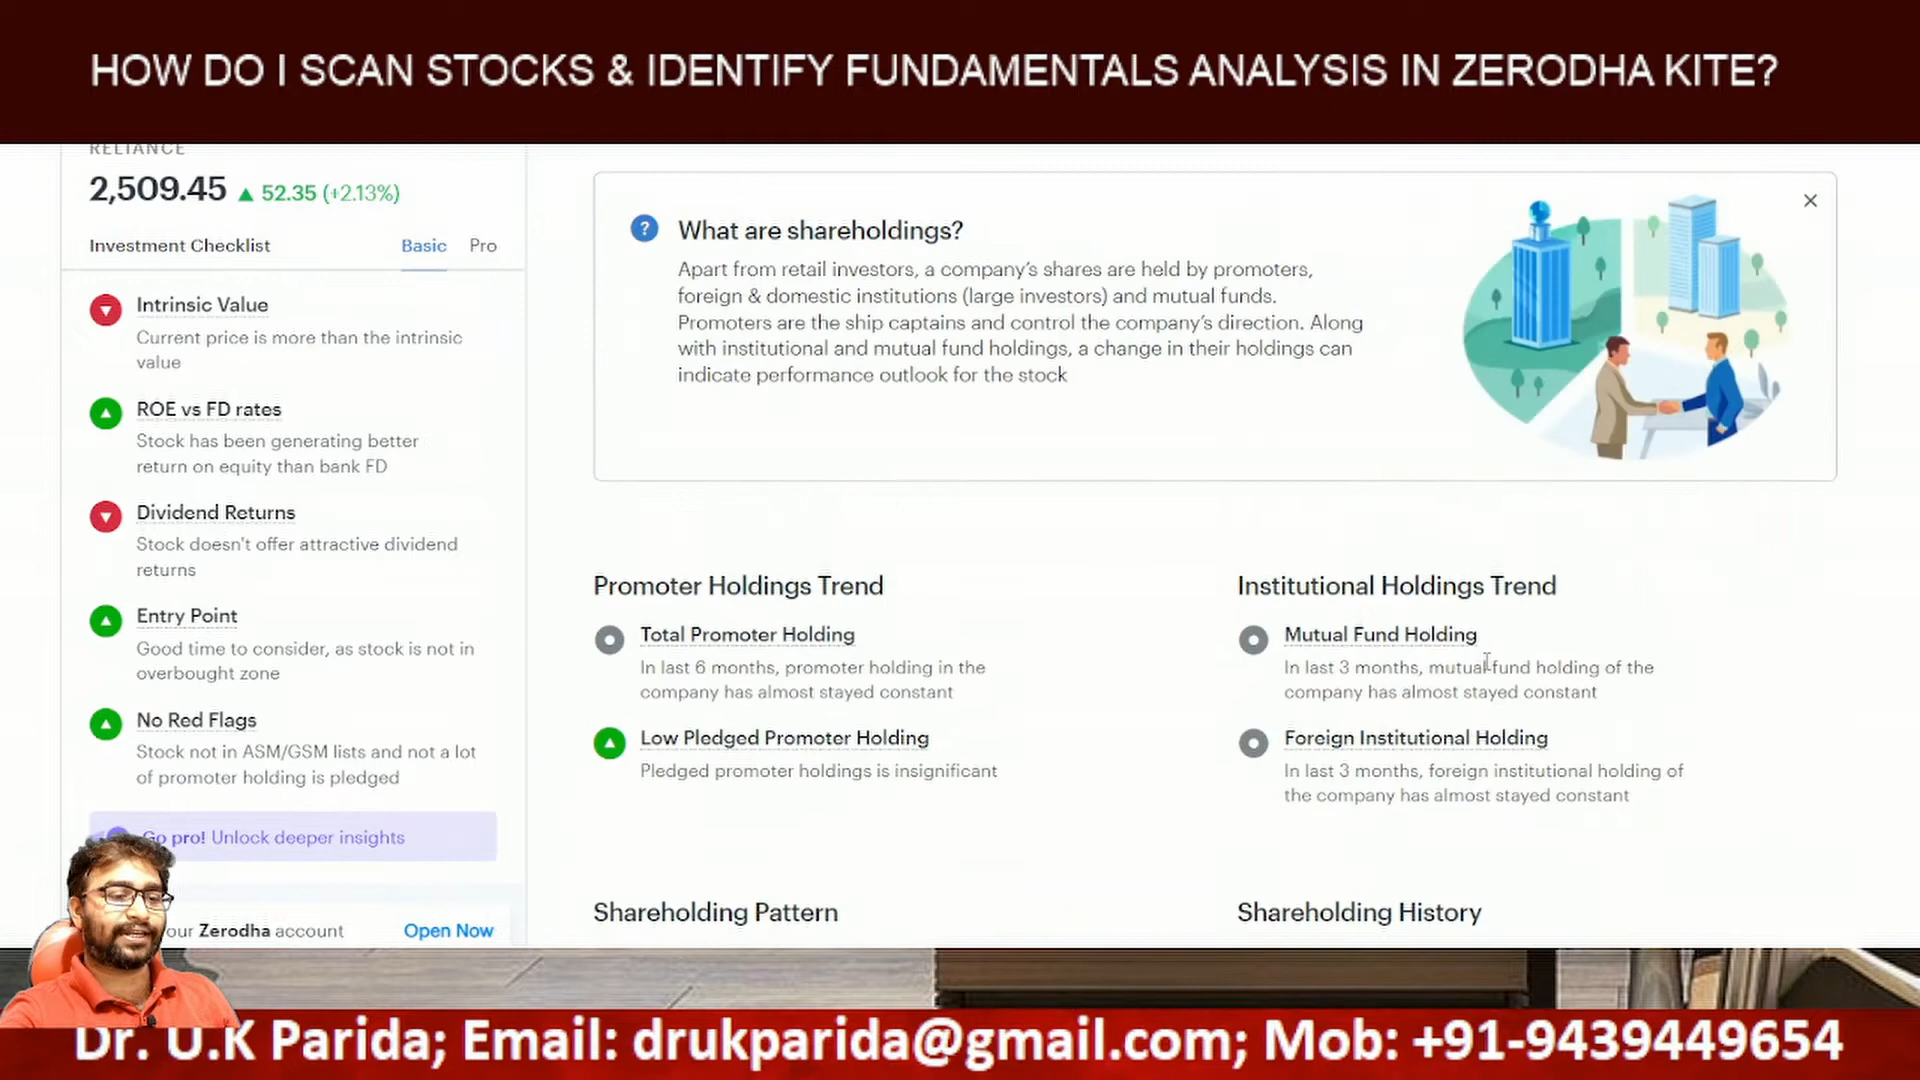 HOW DO I SCAN STOCKS & IDENTIFY FUNDAMENTALS ANALYSIS IN ZERODHA KITE?
RELIANCE
2,509.45 ▲ 52.35 (+2.13%)
Investment Checklist
Basic
Pro
Intrinsic Value
Current price is more than the intrinsic
value
ROE vs FD rates
Stock has been generating better
return on equity than bank FD
Dividend Returns
Stock doesn't offer attractive dividend
returns
Entry Point
Good time to consider, as stock is not in
overbought zone
No Red Flags
Stock not in ASM/GSM lists and not a lot
of promoter holding is pledged
Go pro! Unlock deeper insights
our Zerodha account
Open Now
?
What are shareholdings?
Apart from retail investors, a company's shares are held by promoters,
foreign & domestic institutions (large investors) and mutual funds.
Promoters are the ship captains and control the company's direction. Along
with institutional and mutual fund holdings, a change in their holdings can
indicate performance outlook for the stock
Promoter Holdings Trend
Total Promoter Holding
In last 6 months, promoter holding in the
company has almost stayed constant
Low Pledged Promoter Holding
Pledged promoter holdings is insignificant
Institutional Holdings Trend
Mutual Fund Holding
In last 3 months, mutual fund holding of the
company has almost stayed constant
Foreign Institutional Holding
In last 3 months, foreign institutional holding of
the company has almost stayed constant
Shareholding Pattern
Shareholding History
Dr. U.K Parida; Email: drukparida@gmail.com; Mob: +91-9439449654